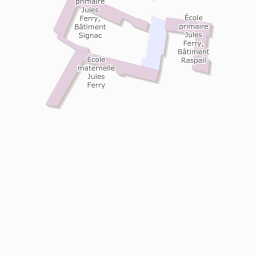 primaire
Jules
Ferry,
Bâtiment
Signac
École
primaire
Jules
Ferry,
Bâtiment
Raspail
École
maternelle
Jules
Ferry